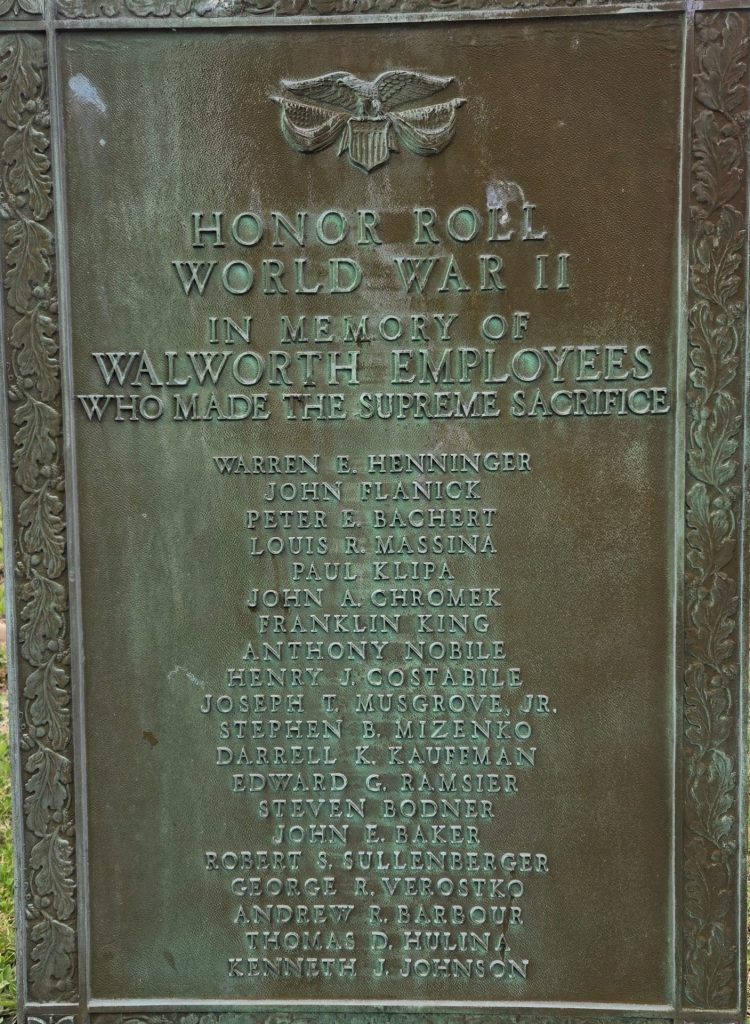 HONOR ROLL
WORLD WAR II
IN MEMORY OF
WALWORTH EMPLOYEES
WHO MADE THE SUPREME SACRIFICE
WARREN E. HENNINGER
JOHN FLANICK
PETER E. BACHERT
LOUIS R. MASSINA
PAUL KLIPA
JOHN A. CHROMEK
FRANKLIN KING
ANTHONY NOBILE
HENRY J. COSTABILE
JOSEPH T. MUSGROVE, JR.
STEPHEN B. MIZENKO
DARRELL K. KAUFFMAN
EDWARD G. RAMSIER
STEVEN BODNER
JOHN E. BAKER
ROBERT S. SULLENBERGER
GEORGE R. VEROSTKO
ANDREW R. BARBOUR
THOMAS D. HULINA
KENNETH J. JOHNSON